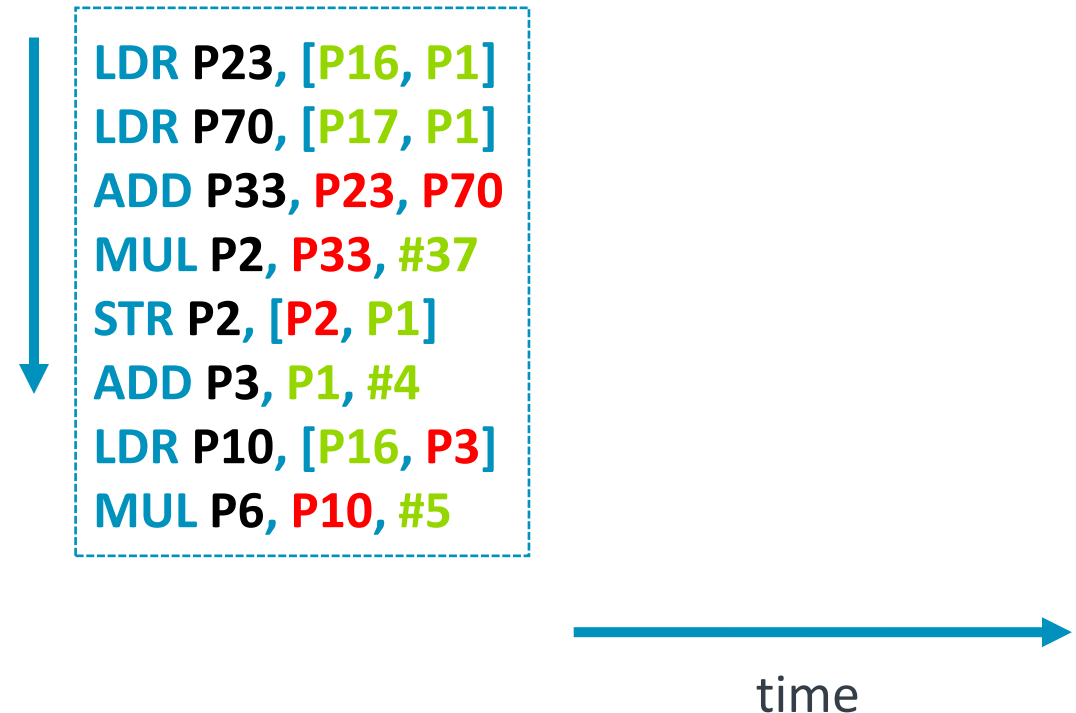 LDR P23, [P16, P1]
LDR P70, [P17, P1]
ADD P33, P23, P70
MUL P2, P33, #37
STR P2, [P2, P1]
ADD P3, P1, #4
LDR P10, [P16, P3]
MUL P6, P10, #5
time